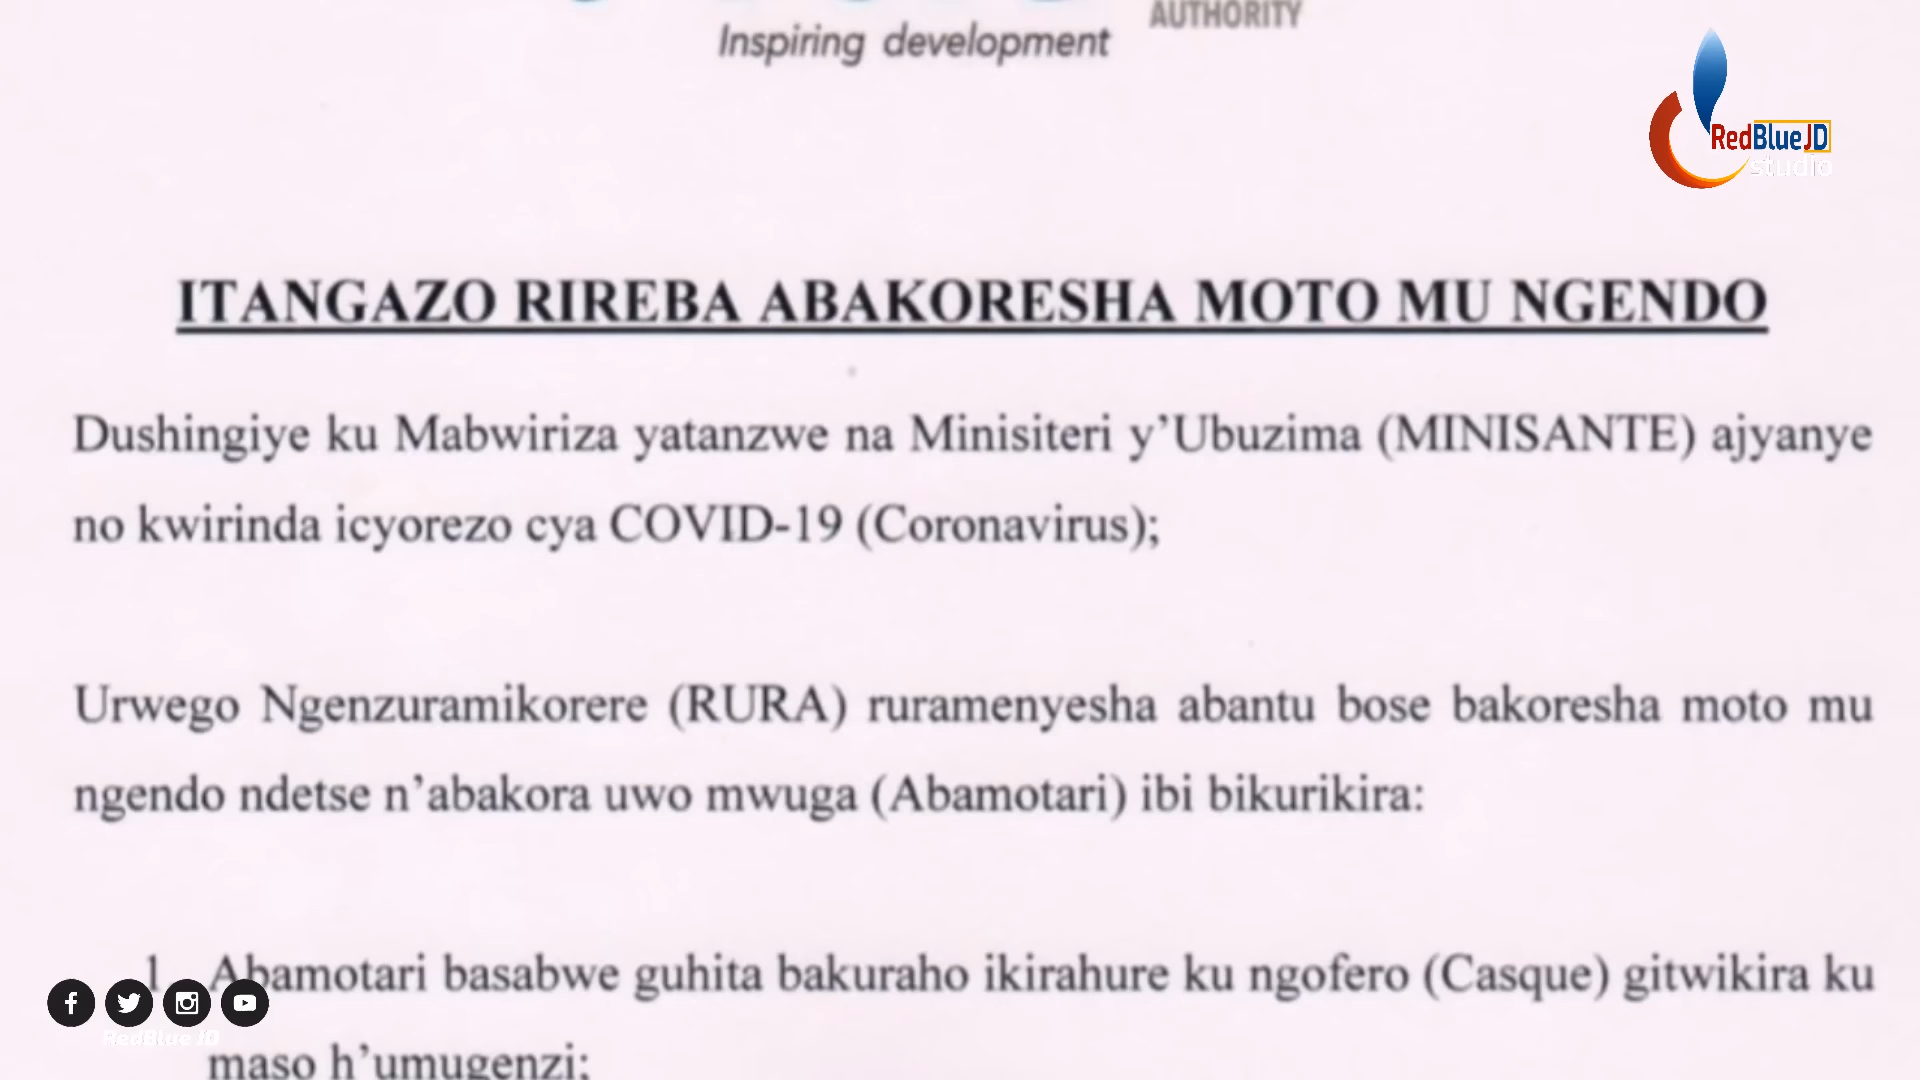 AUTHORITY
Inspiring development
RedBlueJD
studio
ITANGAZO RIREBA ABAKORESHA MOTO MU NGENDO
Dushingiye ku Mabwiriza yatanzwe na Minisiteri y’Ubuzima (MINISANTE) ajyanye
no kwirinda icyorezo cya COVID-19 (Coronavirus);
Urwego Ngenzuramikorere (RURA) ruramenyesha abantu bose bakoresha moto mu
ngendo ndetse n’abakora uwo mwuga (Abamotari) ibi bikurikira:
1. Abamotari basabwe guhita bakuraho ikirahure ku ngofero (Casque) gitwikira ku
maso h’umugenzi;
RedBlue JD